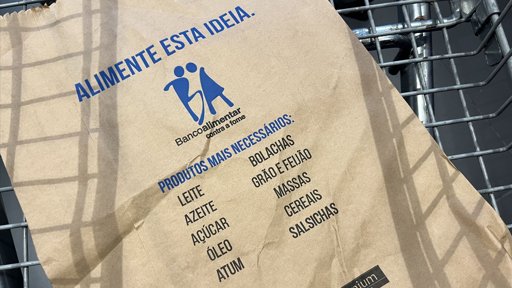 ALIMENTE ESTA IDEIA.
Bancoalimentar
contra a fome
PRODUTOS MAIS NECESSÁRIOS:
LEITE
AZEITE
AÇÚCAR
ÓLEO
ATUM
BOLACHAS
GRÃO E FEIJÃO
MASSAS
CEREAIS
SALSICHAS